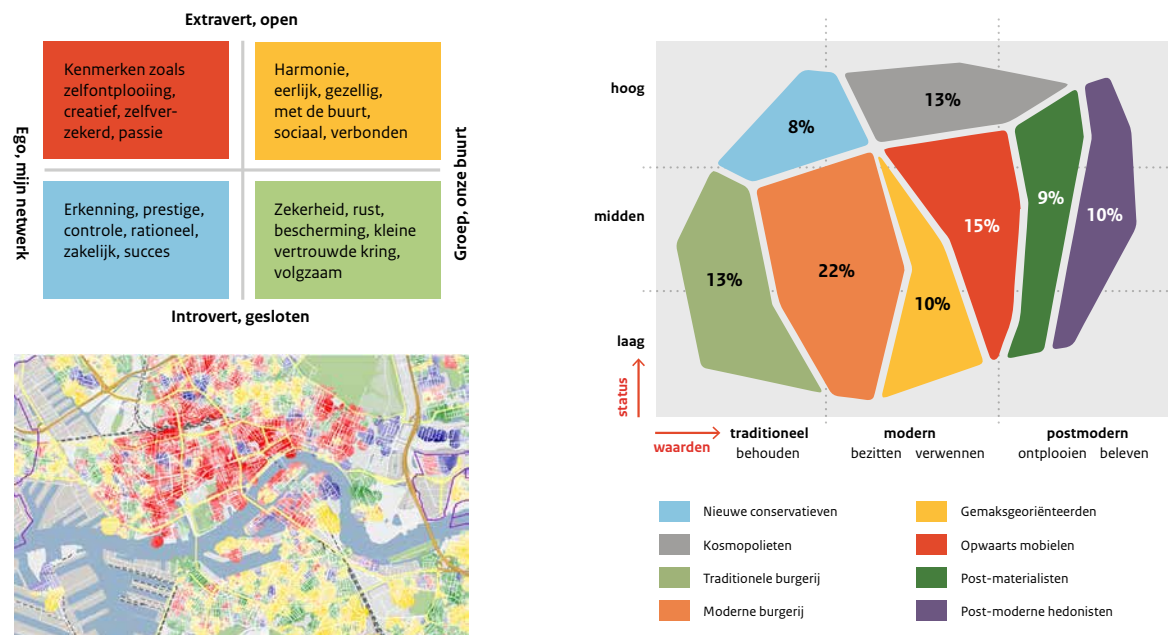 Extravert, open
Kenmerken zoals
zelfontplooiing,
creatief, zelfver-
zekerd, passie
Harmonie,
eerlijk, gezellig,
met de buurt,
sociaal, verbonden
Ego, mijn netwerk
Groep, onze buurt
Erkenning, prestige,
controle, rationeel,
zakelijk, succes
Zekerheid, rust,
bescherming, kleine
vertrouwde kring,
volgzaam
Introvert, gesloten
hoog
midden
laag
status
8%
13%
13%
22%
10%
15%
9%
10%
waarden
traditioneel
behouden
modern
bezitten verwennen
postmodern
ontplooien beleven
Nieuwe conservatieven
Kosmopolieten
Traditionele burgerij
Moderne burgerij
Gemaksgeoriënteerden
Opwaarts mobielen
Post-materialisten
Post-moderne hedonisten